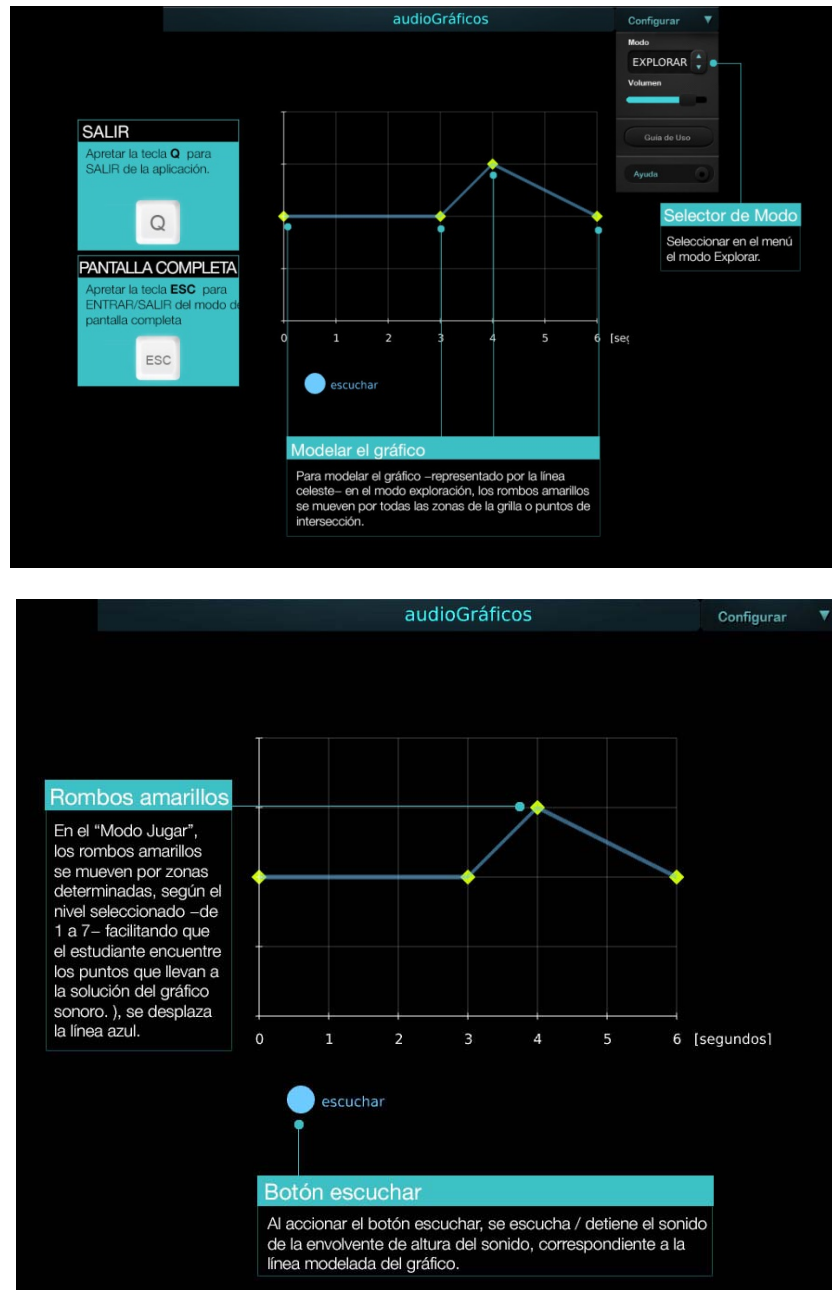 audioGráficos
Configurar
Modo
EXPLORAR
Volumen
Guía de Uso
Ayuda
SALIR
Apretar la tecla Q para
SALIR de la aplicación.
Q
PANTALLA COMPLETA
Apretar la tecla ESC para
ENTRAR/SALIR del modo de
pantalla completa
ESC
Selector de Modo
Seleccionar en el menú
el modo Explorar.
0 1 2 3 4 5 6 [seg
escuchar
Modelar el gráfico
Para modelar el gráfico –representado por la línea
celeste– en el modo exploración, los rombos amarillos
se mueven por todas las zonas de la grilla o puntos de
intersección.
audioGráficos
Configurar
Rombos amarillos
En el “Modo Jugar”,
los rombos amarillos
se mueven por zonas
determinadas, según el
nivel seleccionado –de
1 a 7– facilitando que
el estudiante encuentre
los puntos que llevan a
la solución del gráfico
sonoro. ), se desplaza
la línea azul.
0 1 2 3 4 5 6 [segundos]
escuchar
Botón escuchar
Al accionar el botón escuchar, se escucha / detiene el sonido
de la envolvente de altura del sonido, correspondiente a la
línea modelada del gráfico.